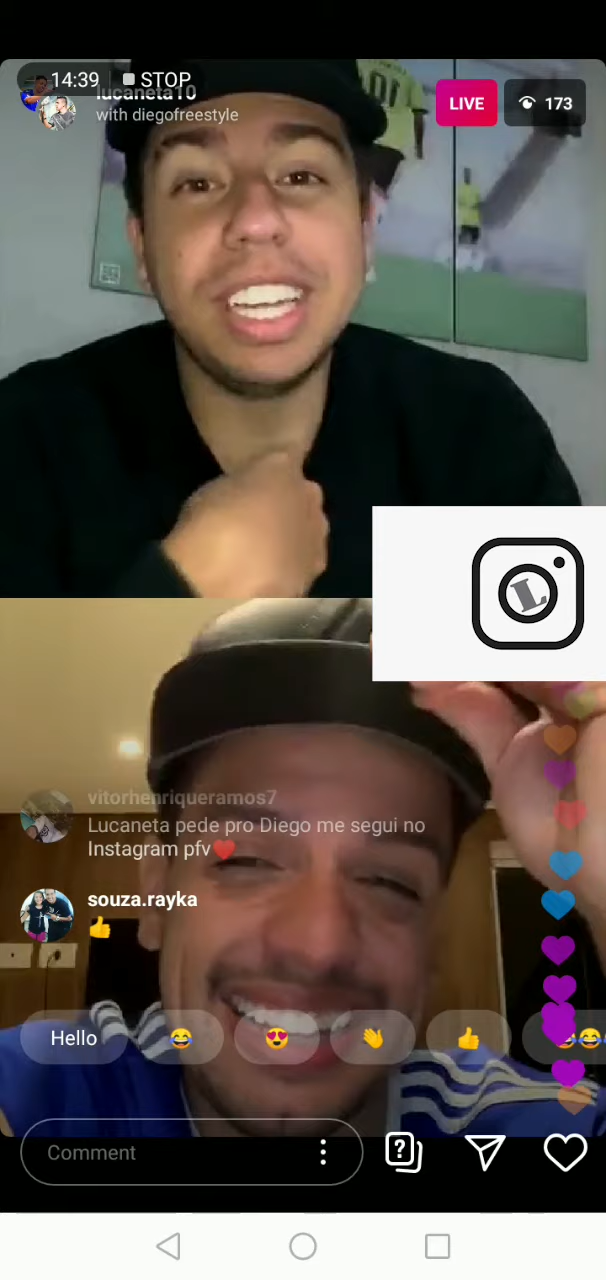 14:39 STOP
lucaneta10
with diegofreestyle
LIVE
173
10
L
vitorhenriqueramos7
Lucaneta pede pro Diego me segui no
Instagram pfv❤️
souza.rayka
👍
Hello 😂 😍 👋 👍 😂😂
Comment
?